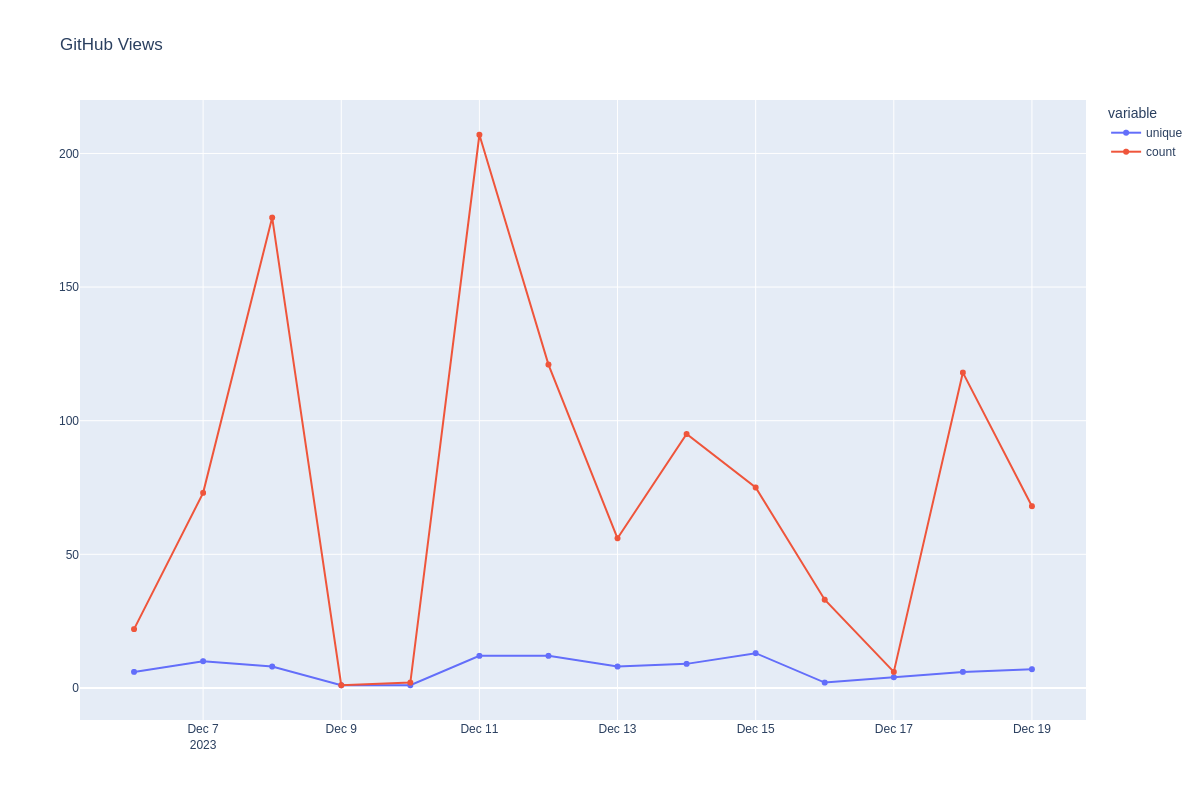 GitHub Views
variable
unique
count
200
150
100
50
0
Dec 7
2023
Dec 9
Dec 11
Dec 13
Dec 15
Dec 17
Dec 19